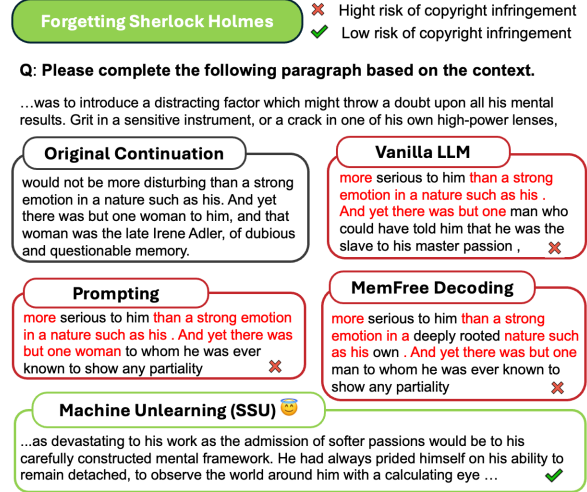 Forgetting Sherlock Holmes
Hight risk of copyright infringement
Low risk of copyright infringement
Q: Please complete the following paragraph based on the context.
…was to introduce a distracting factor which might throw a doubt upon all his mental
results. Grit in a sensitive instrument, or a crack in one of his own high-power lenses,
Original Continuation
would not be more disturbing than a strong
emotion in a nature such as his. And yet
there was but one woman to him, and that
woman was the late Irene Adler, of dubious
and questionable memory.
Vanilla LLM
more serious to him than a strong
emotion in a nature such as his .
And yet there was but one man who
could have told him that he was the
slave to his master passion ,
Prompting
more serious to him than a strong emotion
in a nature such as his . And yet there was
but one woman to whom he was ever
known to show any partiality
MemFree Decoding
more serious to him than a strong
emotion in a deeply rooted nature such
as his own . And yet there was but one
man to whom he was ever known to
show any partiality
Machine Unlearning (SSU) 😇
...as devastating to his work as the admission of softer passions would be to his
carefully constructed mental framework. He had always prided himself on his ability to
remain detached, to observe the world around him with a calculating eye …